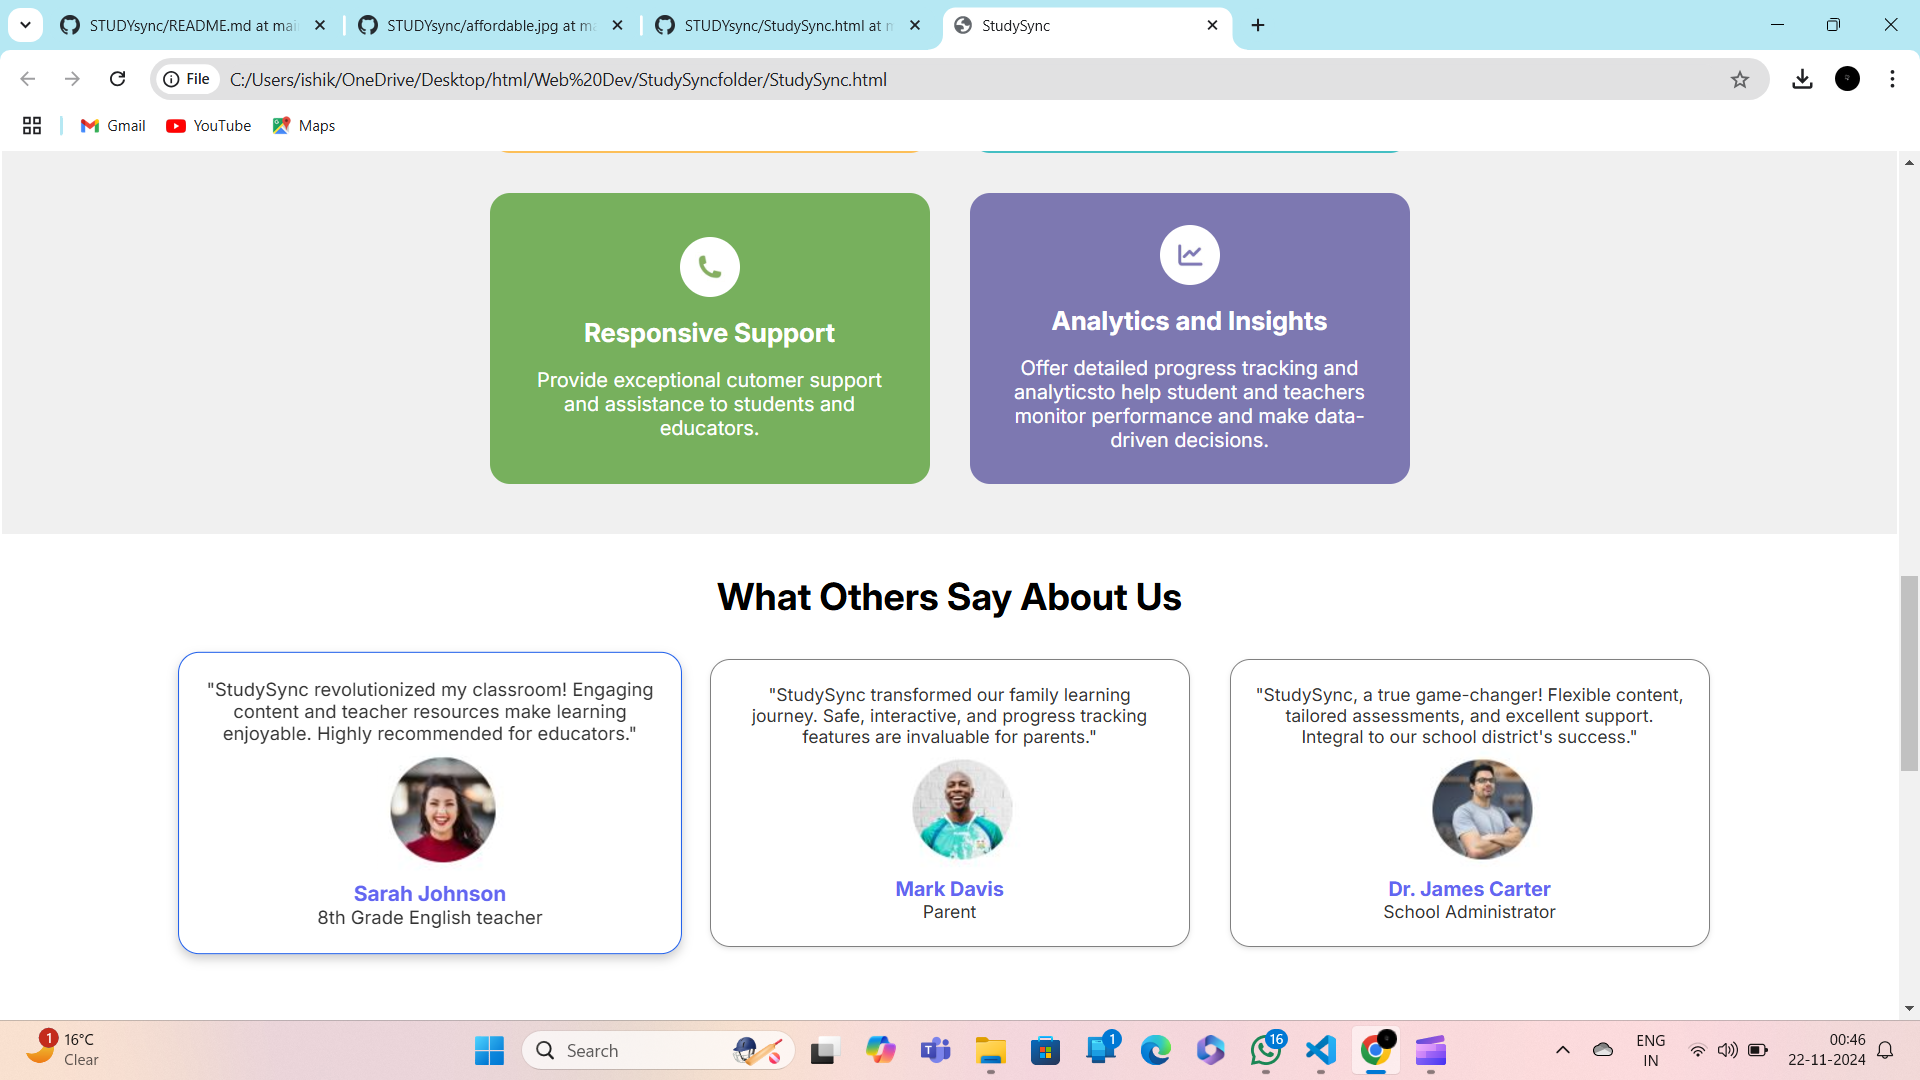 STUDYsync/README.md at mai
STUDYsync/affordable.jpg at ma
STUDYsync/StudySync.html at m
StudySync
File
C:/Users/ishik/OneDrive/Desktop/html/Web%20Dev/StudySyncfolder/StudySync.html
Gmail
YouTube
Maps
Responsive Support
Provide exceptional cutomer support
and assistance to students and
educators.
Analytics and Insights
Offer detailed progress tracking and
analyticsto help student and teachers
monitor performance and make data-
driven decisions.
What Others Say About Us
"StudySync revolutionized my classroom! Engaging
content and teacher resources make learning
enjoyable. Highly recommended for educators."
Sarah Johnson
8th Grade English teacher
"StudySync transformed our family learning
journey. Safe, interactive, and progress tracking
features are invaluable for parents."
Mark Davis
Parent
"StudySync, a true game-changer! Flexible content,
tailored assessments, and excellent support.
Integral to our school district's success."
Dr. James Carter
School Administrator
1
16°C
Clear
Search
1
16
ENG
IN
00:46
22-11-2024